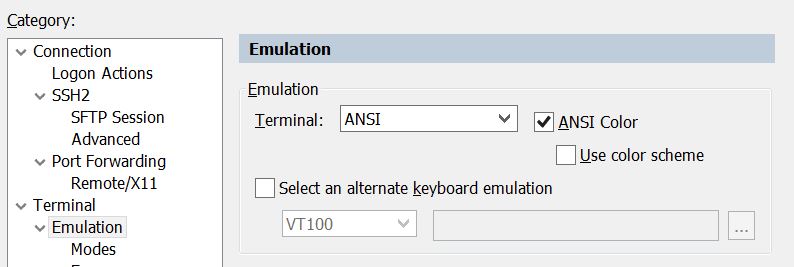 Category:
Connection
Logon Actions
SSH2
SFTP Session
Advanced
Port Forwarding
Remote/X11
Terminal
Emulation
Modes
Emulation
Emulation
Terminal: ANSI ANSI Color
Use color scheme
Select an alternate keyboard emulation
VT100 ...